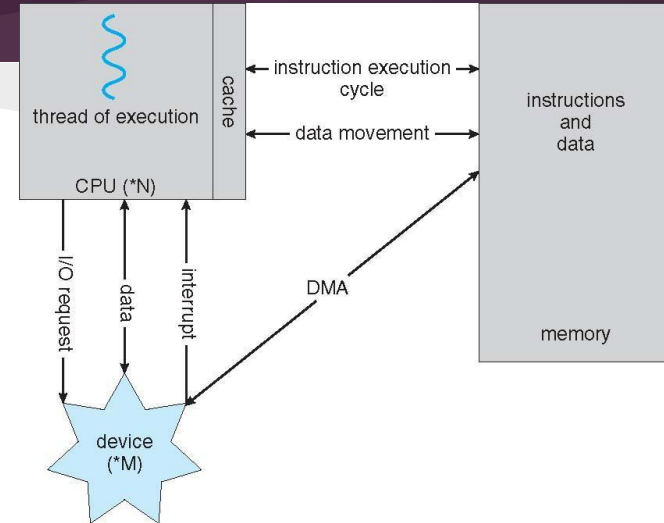 thread of execution
cache
CPU (*N)
instruction execution
cycle
data movement
instructions
and
data
memory
I/O request
data
interrupt
DMA
device
(*M)